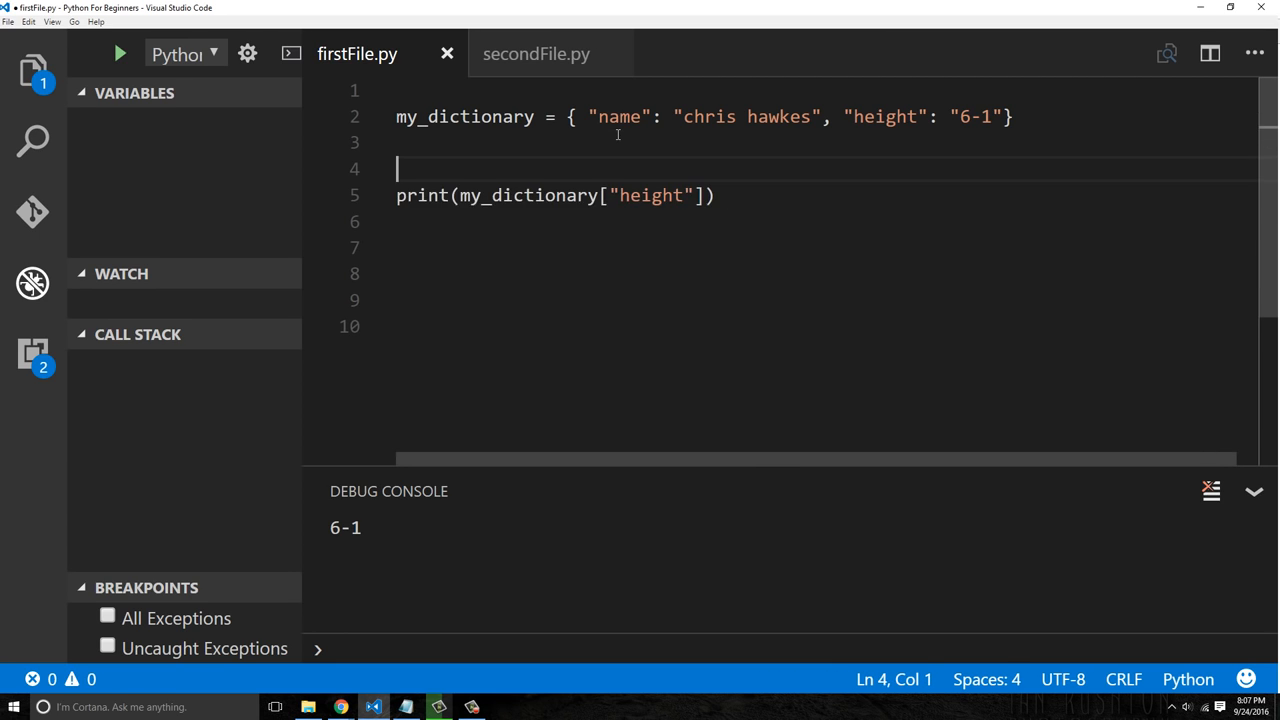 • firstFile.py - Python For Beginners - Visual Studio Code
File Edit View Go Help
1
Python
firstFile.py
secondFile.py
VARIABLES
WATCH
CALL STACK
2
BREAKPOINTS
All Exceptions
Uncaught Exceptions
1
2 my_dictionary = { "name": "chris hawkes", "height": "6-1"}
3
4
5 print(my_dictionary["height"])
6
7
8
9
10
DEBUG CONSOLE
6-1
0 0 Ln 4, Col 1 Spaces: 4 UTF-8 CRLF Python
I'm Cortana. Ask me anything.
8:07 PM
9/24/2016